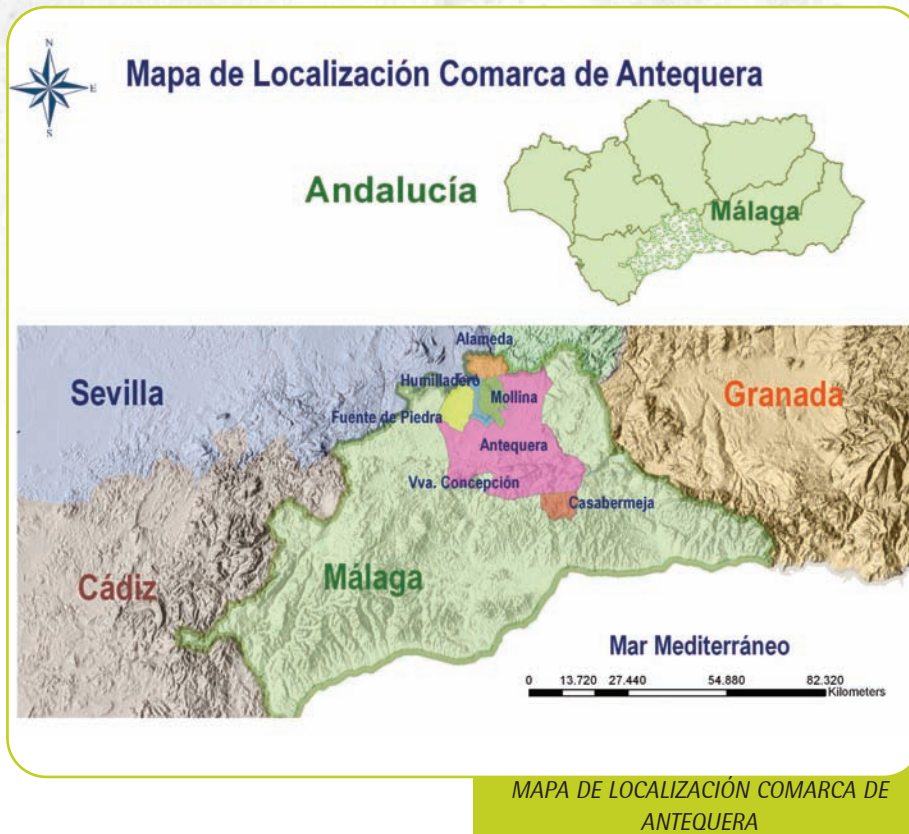 N
E
S
Mapa de Localización Comarca de Antequera
Andalucía
Málaga
Alameda
Humilladero
Sevilla
Mollina
Granada
Fuente de Piedra
Antequera
Vva. Concepción
Casabermeja
Málaga
Cádiz
Mar Mediterráneo
0 13.720 27.440 54.880 82.320
Kilometers
MAPA DE LOCALIZACIÓN COMARCA DE
ANTEQUERA